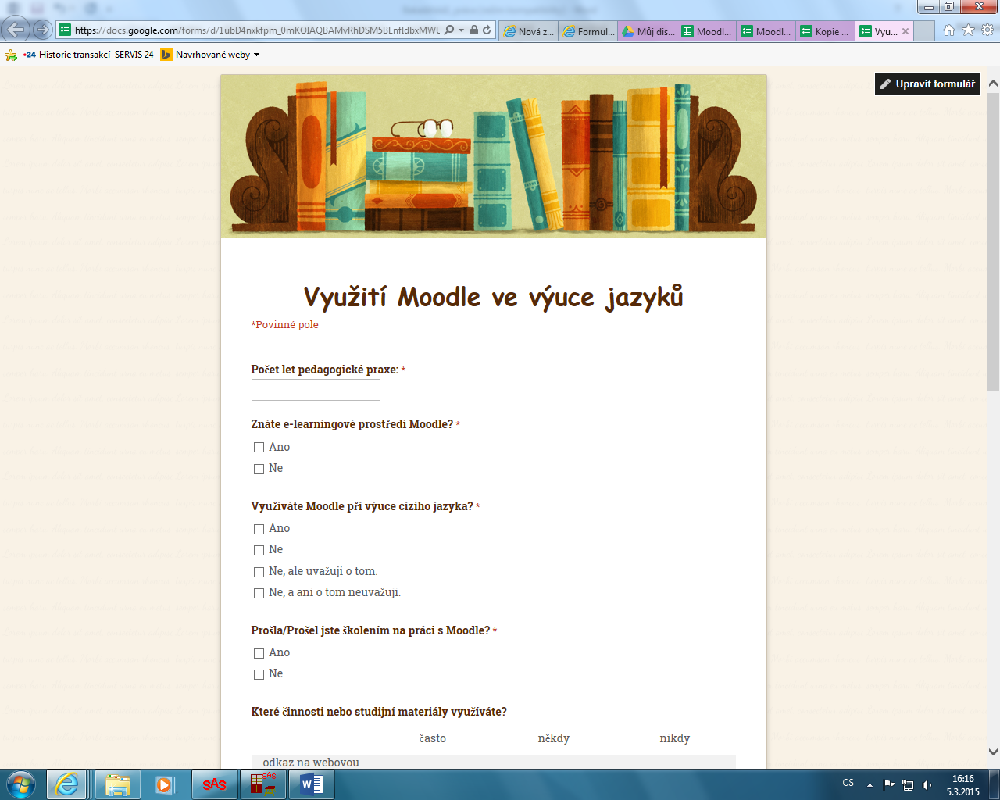 https://docs.google.com/forms/d/1ubD4nxkfpm_0mKOIAQBAMvRhDSM5BLnfIdbxMWU
Nová z...
Formul...
Můj dis...
Moodl...
Moodl...
Kopie ...
Vyu...
24 Historie transakcí SERVIS 24
Navrhované weby
Upravit formulář
Využití Moodle ve výuce jazyků
*Povinné pole
Počet let pedagogické praxe: *
Znáte e-learningové prostředí Moodle? *
Ano
Ne
Využíváte Moodle při výuce cizího jazyka? *
Ano
Ne
Ne, ale uvažuji o tom.
Ne, a ani o tom neuvažuji.
Prošla/Prošel jste školením na práci s Moodle? *
Ano
Ne
Které činnosti nebo studijní materiály využíváte?
často někdy nikdy
odkaz na webovou
sAs
sAs
W
CS
16:16
5.3.2015